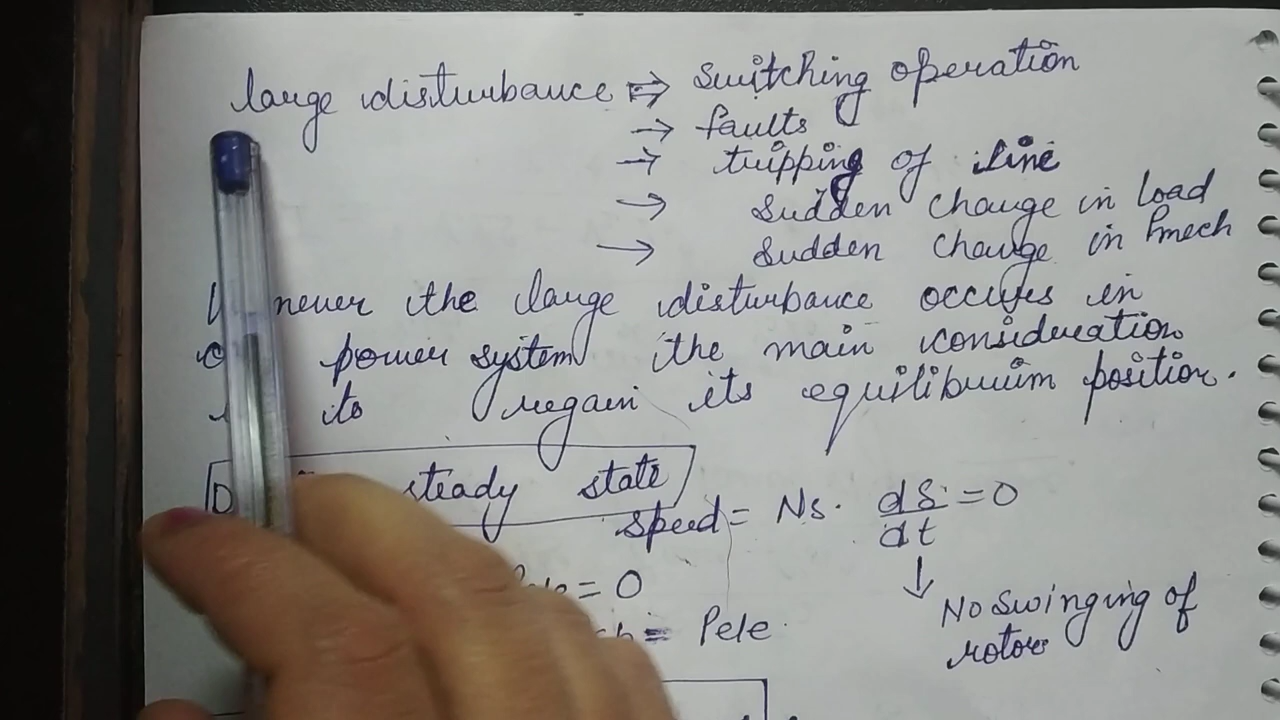 large disturbance ⇒ Switching operation
→ faults
→ tripping of line
→ Sudden change in Load
→ Sudden change in Pmech
never the large disturbance occurs in
power system the main consideration
to regain its equilibrium position.
steady state
speed = Ns. dδ/dt = 0
= 0
↓ No Swinging of
= Pele
rotor